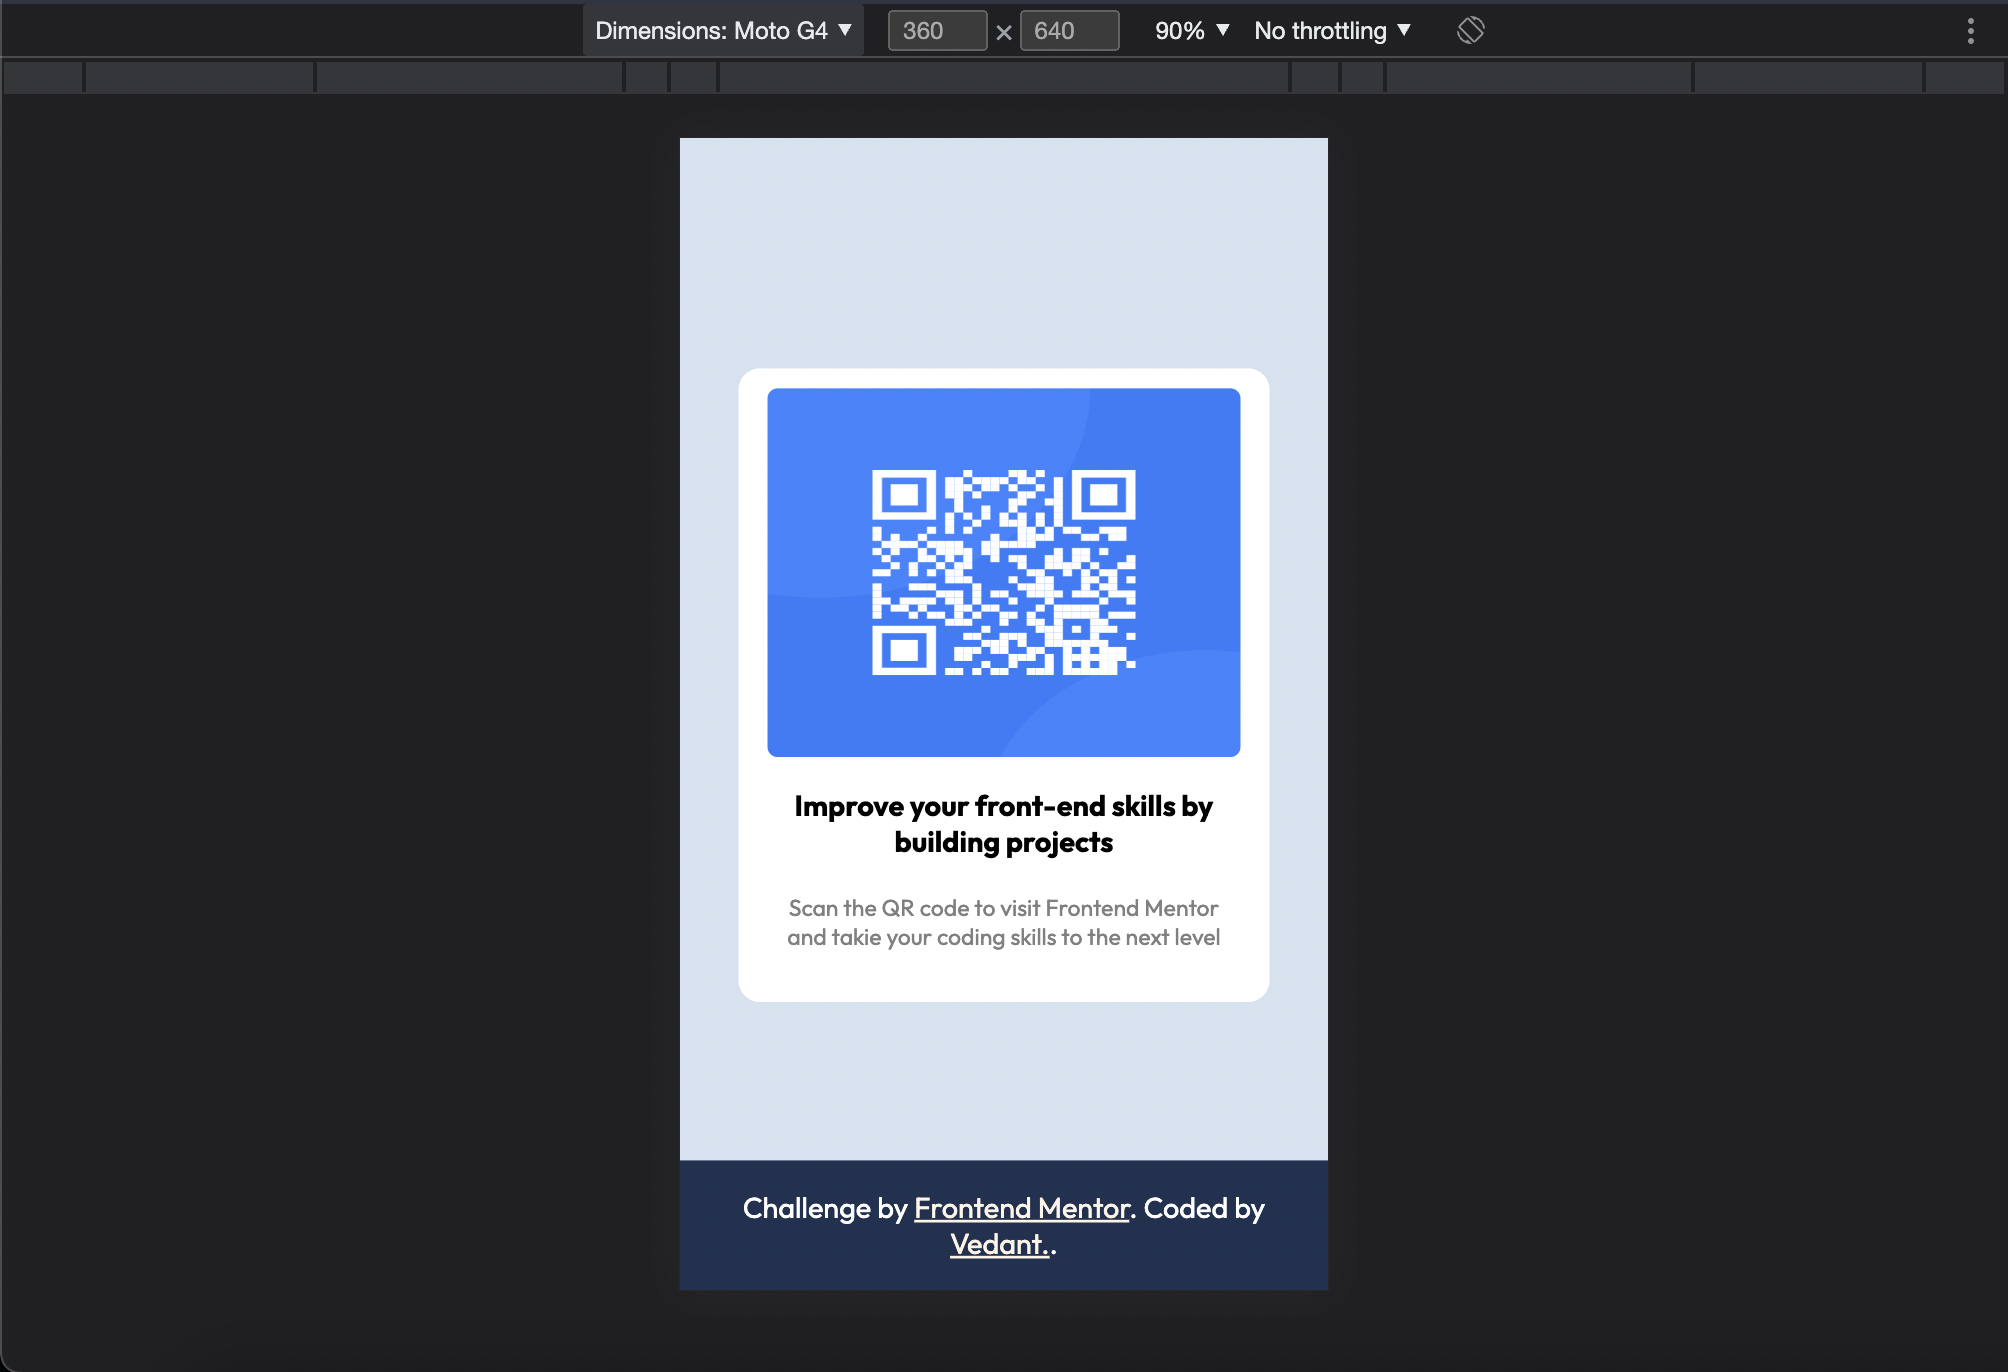 Dimensions: Moto G4 ▼ 360 × 640 90% ▼ No throttling ▼
Improve your front-end skills by
building projects
Scan the QR code to visit Frontend Mentor
and takie your coding skills to the next level
Challenge by Frontend Mentor. Coded by
Vedant..